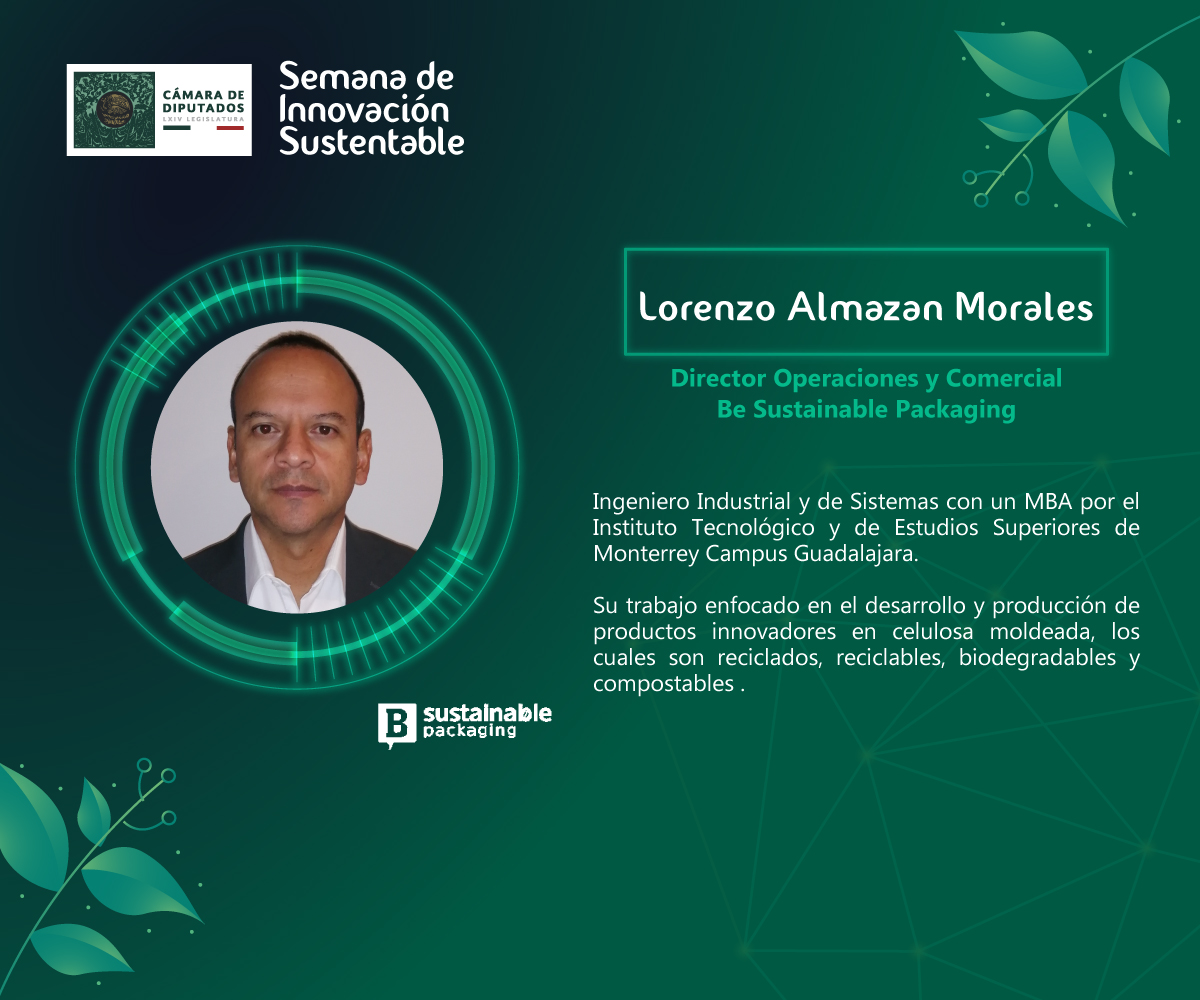 CÁMARA DE
DIPUTADOS
LXIV LEGISLATURA
Semana de
Innovación
Sustentable
Lorenzo Almazan Morales
Director Operaciones y Comercial
Be Sustainable Packaging
Ingeniero Industrial y de Sistemas con un MBA por el
Instituto Tecnológico y de Estudios Superiores de
Monterrey Campus Guadalajara.
Su trabajo enfocado en el desarrollo y producción de
productos innovadores en celulosa moldeada, los
cuales son reciclados, reciclables, biodegradables y
compostables .
B sustainable
packaging